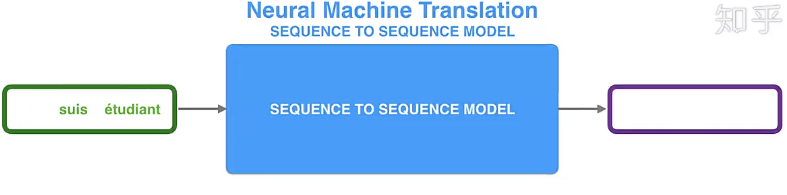 Neural Machine Translation
SEQUENCE TO SEQUENCE MODEL
知乎
suis étudiant
SEQUENCE TO SEQUENCE MODEL